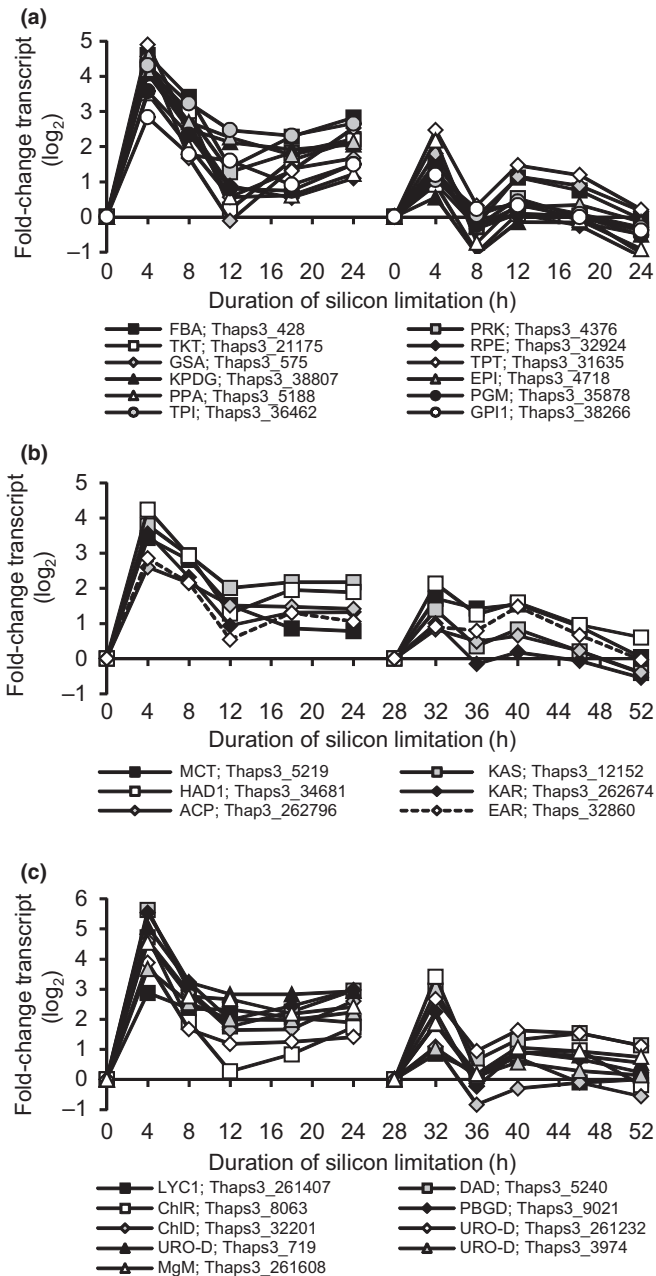 (a)
Fold-change transcript
(log2)
5
4
3
2
1
0
–1
0 4 8 12 16 20 24 0 4 8 12 16 20 24
Duration of silicon limitation (h)
FBA; Thaps3_428 PRK; Thaps3_4376
TKT; Thaps3_21175 RPE; Thaps3_32924
GSA; Thaps3_575 TPT; Thaps3_31635
KPDG; Thaps3_38807 EPI; Thaps3_4718
PPA; Thaps3_5188 PGM; Thaps3_35878
TPI; Thaps3_36462 GPI1; Thaps3_38266
(b)
Fold-change transcript
(log2)
5
4
3
2
1
0
–1
0 4 8 12 16 20 24 28 32 36 40 44 48 52
Duration of silicon limitation (h)
MCT; Thaps3_5219 KAS; Thaps3_12152
HAD1; Thaps3_34681 KAR; Thaps3_262674
ACP; Thap3_262796 EAR; Thaps_32860
(c)
Fold-change transcript
(log2)
6
5
4
3
2
1
0
–1
0 4 8 12 16 20 24 28 32 36 40 44 48 52
Duration of silicon limitation (h)
LYC1; Thaps3_261407 DAD; Thaps3_5240
ChlR; Thaps3_8063 PBGD; Thaps3_9021
ChlD; Thaps3_32201 URO-D; Thaps3_261232
URO-D; Thaps3_719 URO-D; Thaps3_3974
MgM; Thaps3_261608